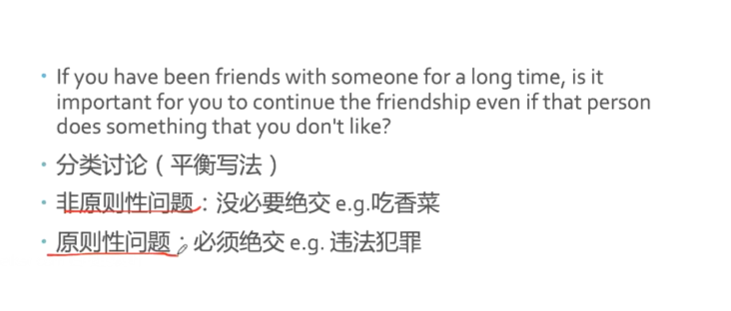 If you have been friends with someone for a long time, is it
important for you to continue the friendship even if that person
does something that you don't like?
分类讨论（平衡写法）
非原则性问题：没必要绝交 e.g.吃香菜
原则性问题：必须绝交 e.g. 违法犯罪